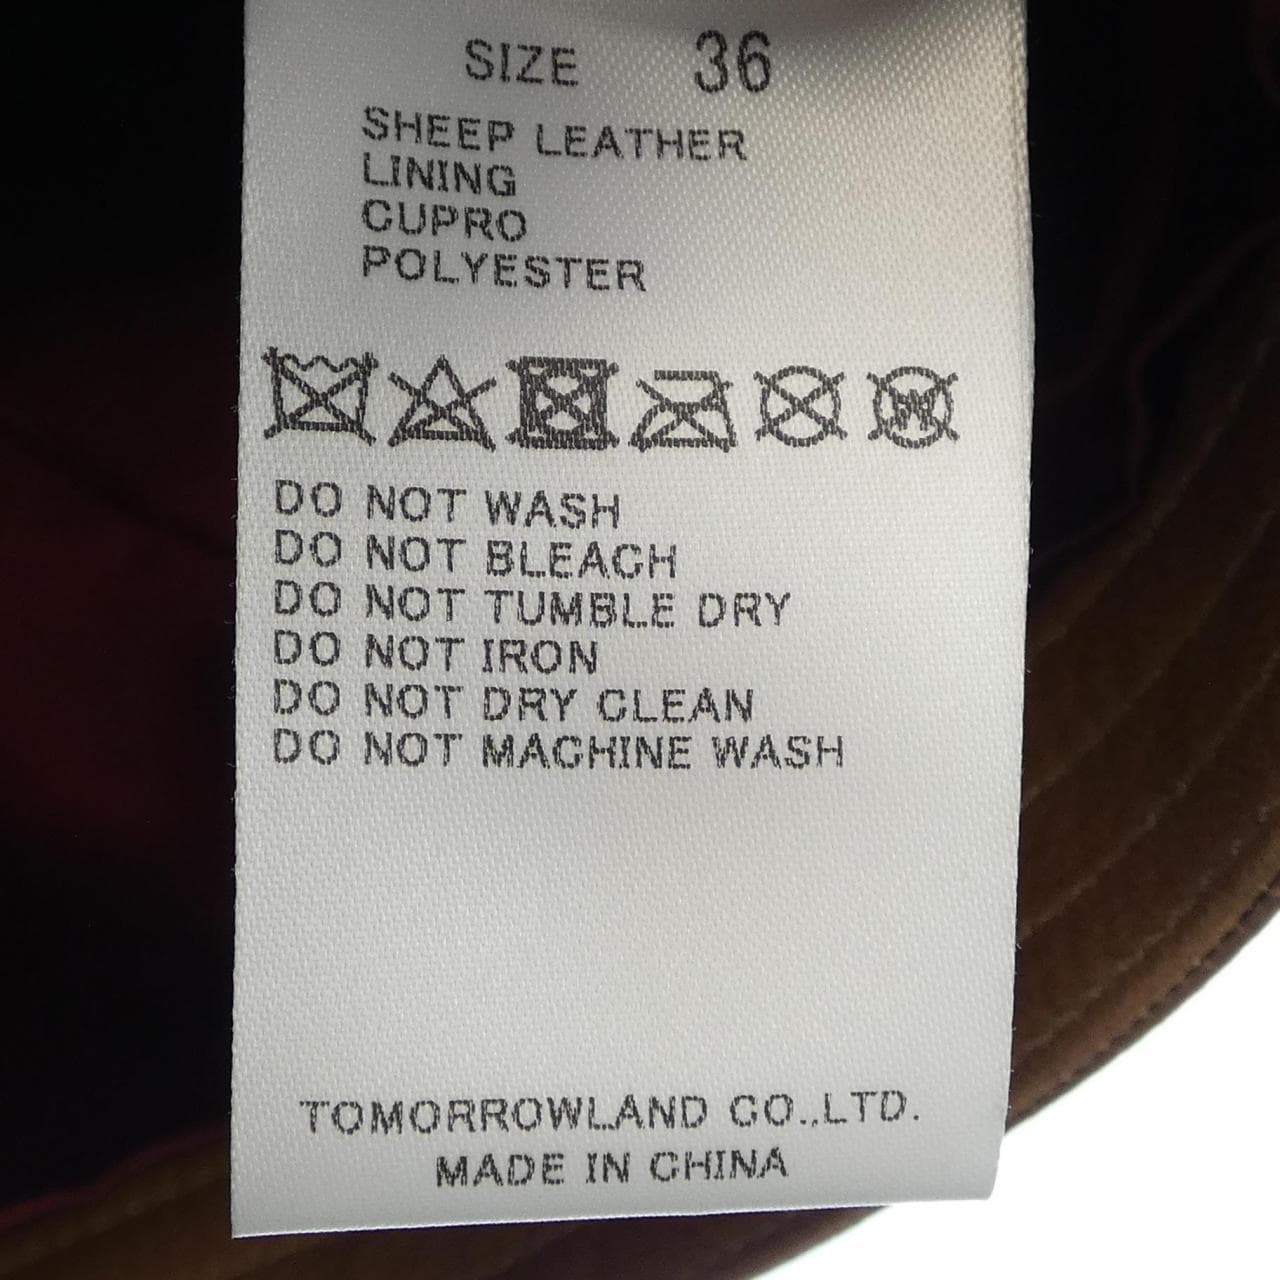 SIZE 36
SHEEP LEATHER
LINING
CUPRO
POLYESTER
W
DO NOT WASH
DO NOT BLEACH
DO NOT TUMBLE DRY
DO NOT IRON
DO NOT DRY CLEAN
DO NOT MACHINE WASH
TOMORROWLAND CO.,LTD.
MADE IN CHINA